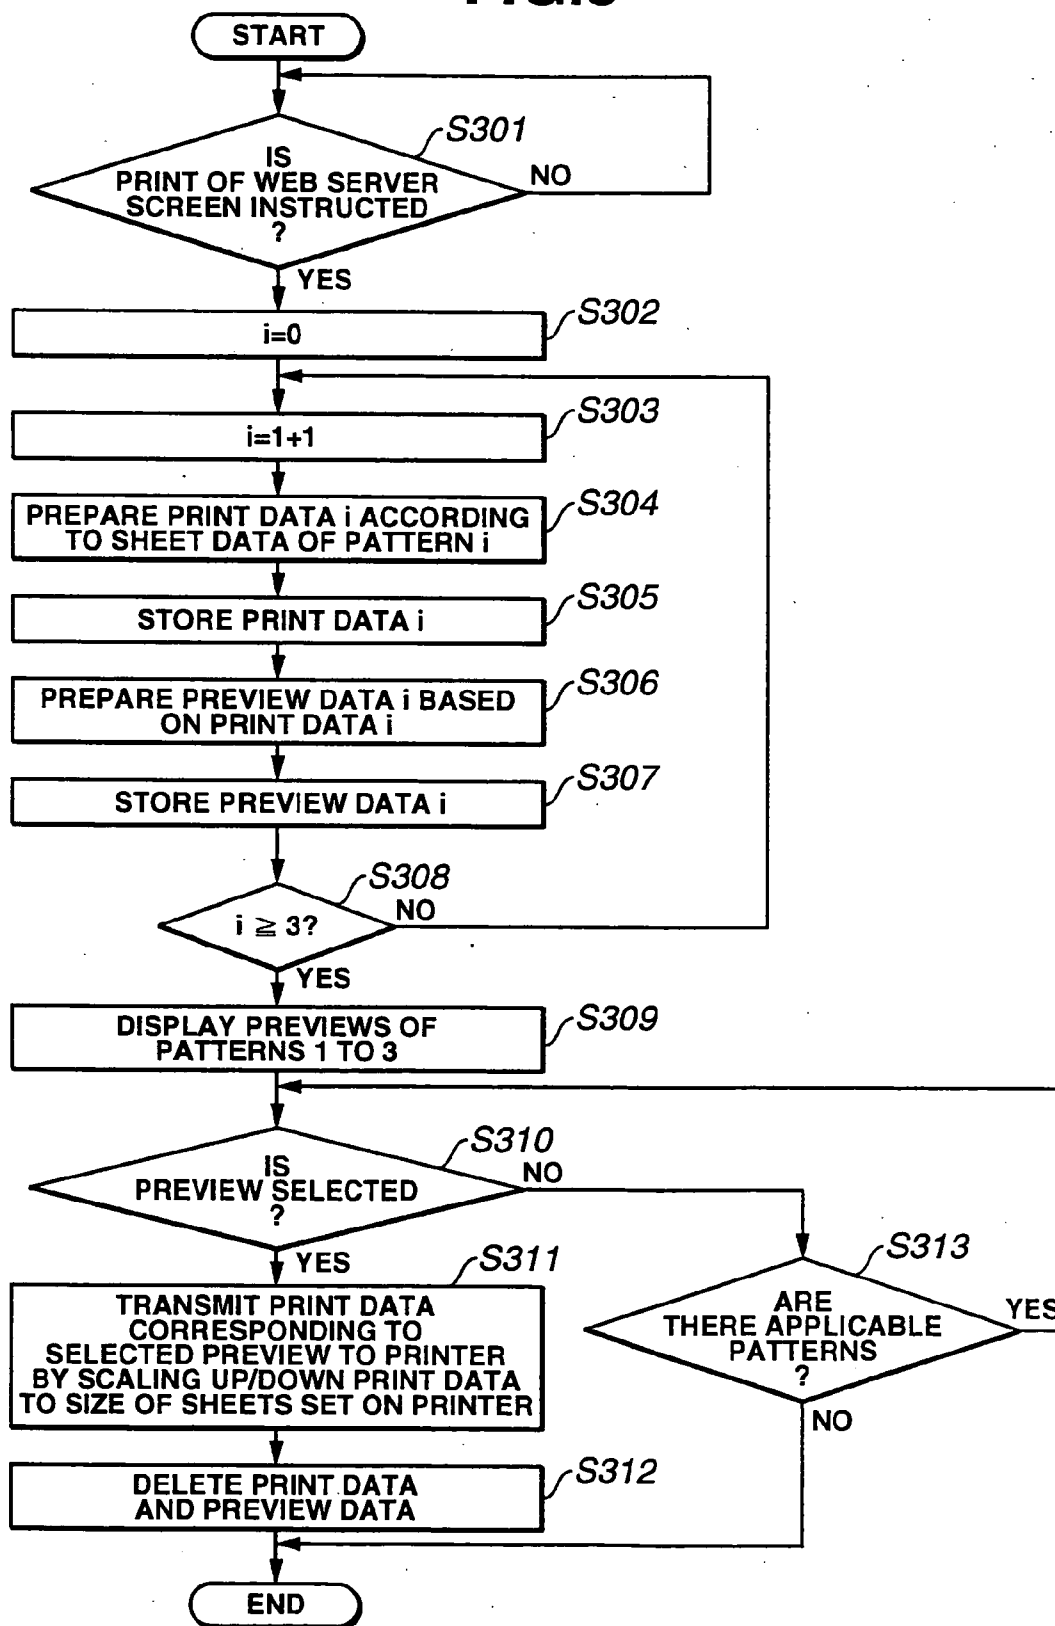 START
S301
IS
PRINT OF WEB SERVER
SCREEN INSTRUCTED
?
NO
YES
S302
i=0
S303
i=1+1
S304
PREPARE PRINT DATA i ACCORDING
TO SHEET DATA OF PATTERN i
S305
STORE PRINT DATA i
S306
PREPARE PREVIEW DATA i BASED
ON PRINT DATA i
S307
STORE PREVIEW DATA i
S308
i ≧ 3?
NO
YES
S309
DISPLAY PREVIEWS OF
PATTERNS 1 TO 3
S310
IS
PREVIEW SELECTED
?
NO
YES
S311
TRANSMIT PRINT DATA
CORRESPONDING TO
SELECTED PREVIEW TO PRINTER
BY SCALING UP/DOWN PRINT DATA
TO SIZE OF SHEETS SET ON PRINTER
S313
ARE
THERE APPLICABLE
PATTERNS
?
YES
NO
S312
DELETE PRINT DATA
AND PREVIEW DATA
END